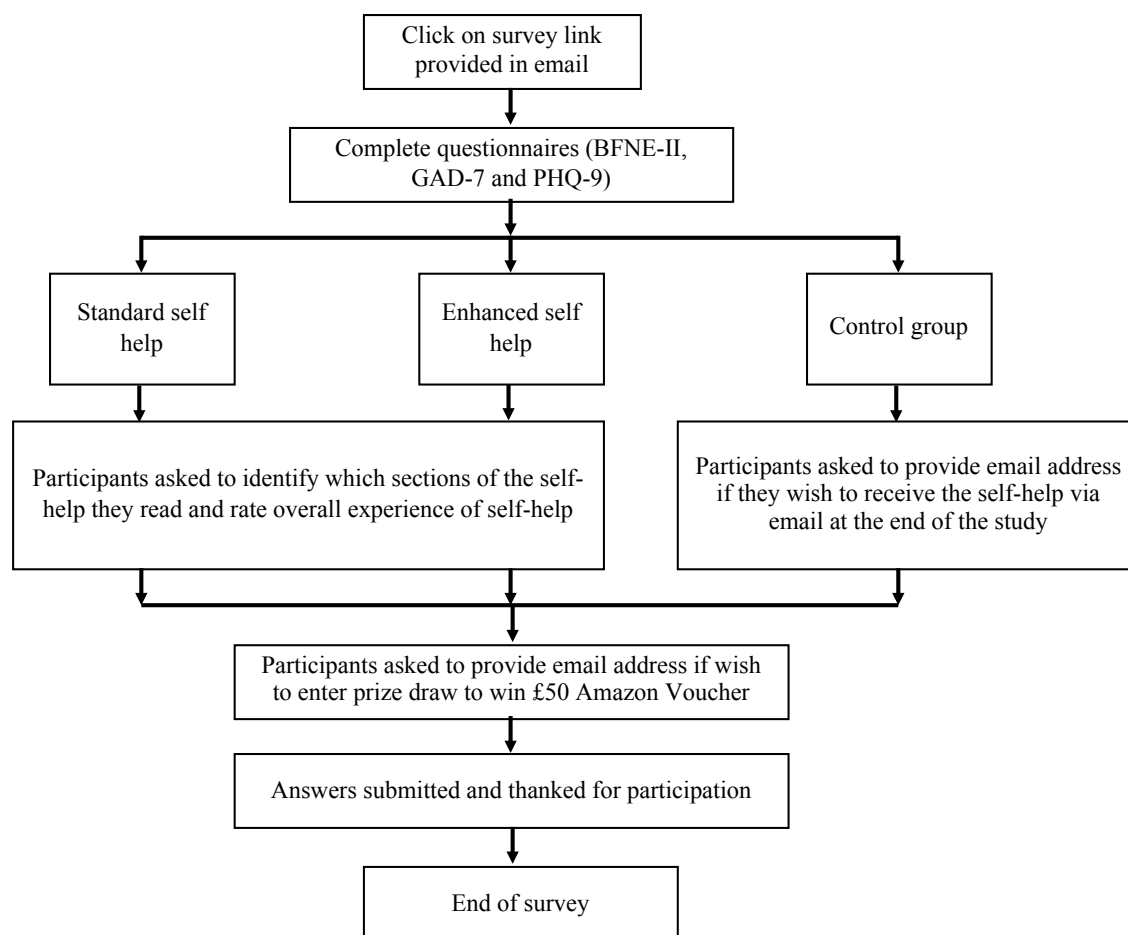 Click on survey link
provided in email
Complete questionnaires (BFNE-II,
GAD-7 and PHQ-9)
Standard self
help
Enhanced self
help
Control group
Participants asked to identify which sections of the self-
help they read and rate overall experience of self-help
Participants asked to provide email address
if they wish to receive the self-help via
email at the end of the study
Participants asked to provide email address if wish
to enter prize draw to win £50 Amazon Voucher
Answers submitted and thanked for participation
End of survey